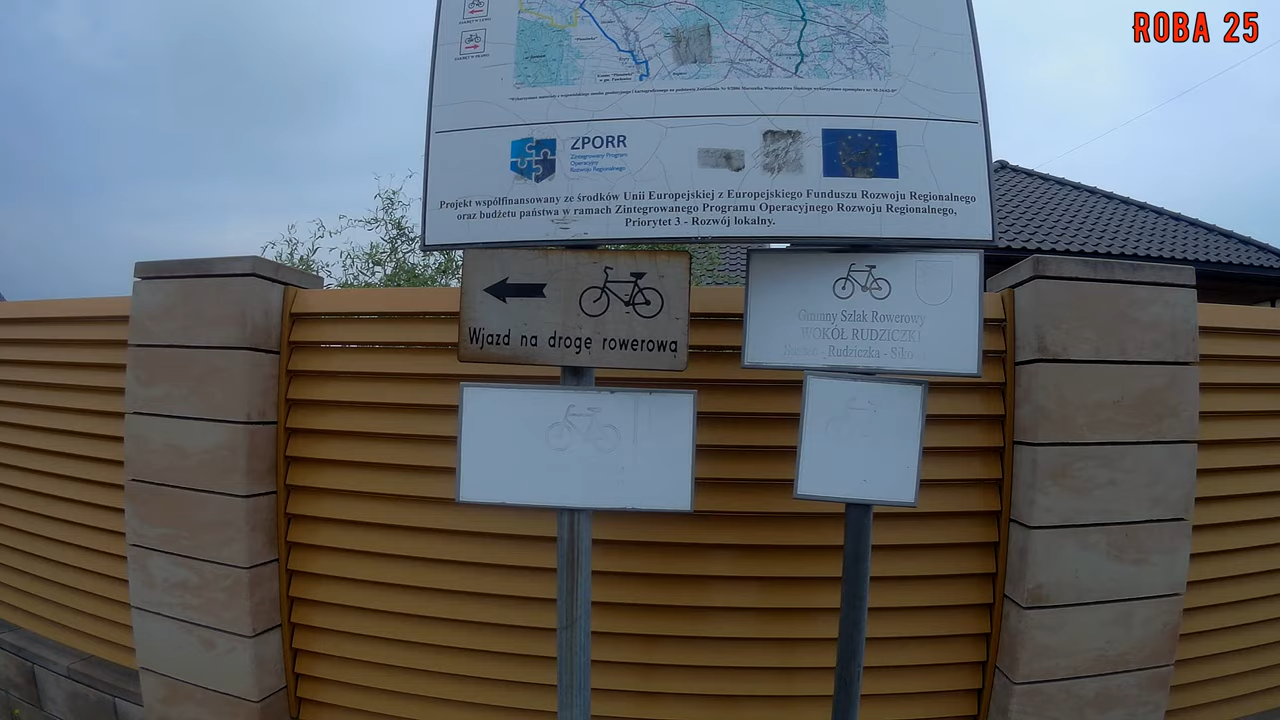 ROBA 25
ZPORR
Zintegrowany Program
Operacyjny
Rozwoju Regionalnego
Projekt współfinansowany ze środków Unii Europejskiej z Europejskiego Funduszu Rozwoju Regionalnego
oraz budżetu państwa w ramach Zintegrowanego Programu Operacyjnego Rozwoju Regionalnego,
Priorytet 3 - Rozwój lokalny.
Wjazd na drogę rowerową
Gminny Szlak Rowerowy
WOKÓŁ RUDZICZKI
- Rudziczka -